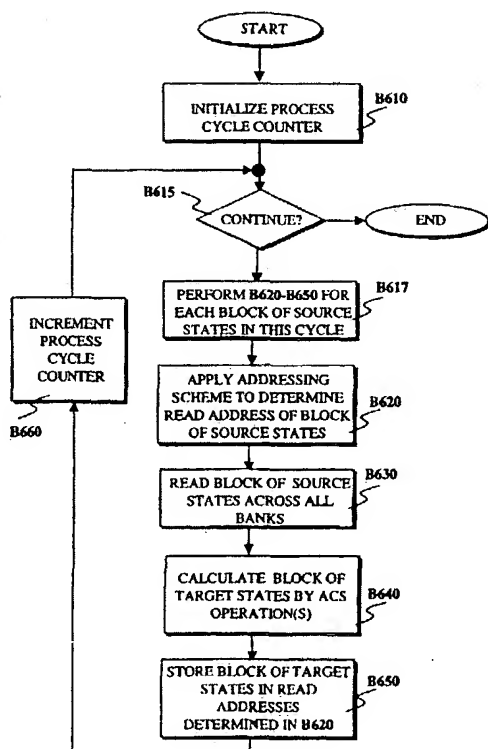 START
B610
INITIALIZE PROCESS
CYCLE COUNTER
B615
CONTINUE?
END
PERFORM B620-B650 FOR
EACH BLOCK OF SOURCE
STATES IN THIS CYCLE
B617
INCREMENT
PROCESS
CYCLE
COUNTER
B660
APPLY ADDRESSING
SCHEME TO DETERMINE
READ ADDRESS OF BLOCK
OF SOURCE STATES
B620
READ BLOCK OF SOURCE
STATES ACROSS ALL
BANKS
B630
CALCULATE BLOCK OF
TARGET STATES BY ACS
OPERATION(S)
B640
STORE BLOCK OF TARGET
STATES IN READ
ADDRESSES
DETERMINED IN B620
B650